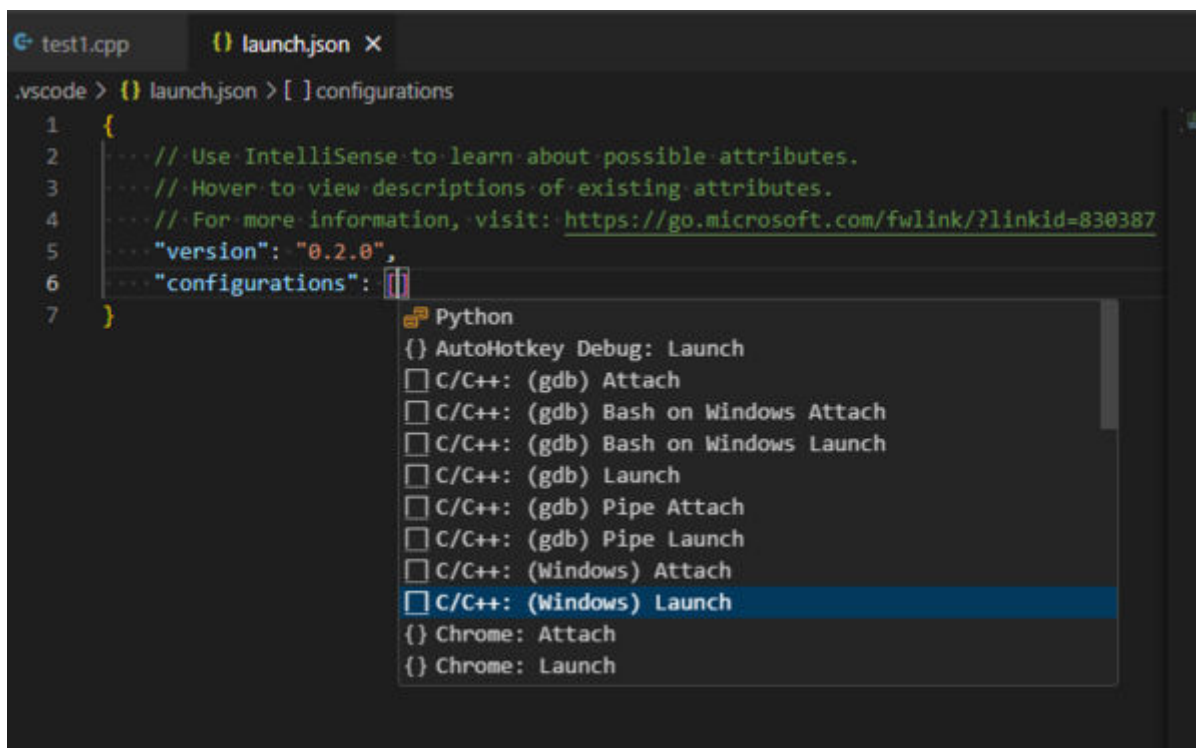 test1.cpp {} launch.json ×
.vscode > {} launch.json > [ ] configurations
1 {
2 // Use IntelliSense to learn about possible attributes.
3 // Hover to view descriptions of existing attributes.
4 // For more information, visit: https://go.microsoft.com/fwlink/?linkid=830387
5 "version": "0.2.0",
6 "configurations": []
7 }
Python
{} AutoHotkey Debug: Launch
C/C++: (gdb) Attach
C/C++: (gdb) Bash on Windows Attach
C/C++: (gdb) Bash on Windows Launch
C/C++: (gdb) Launch
C/C++: (gdb) Pipe Attach
C/C++: (gdb) Pipe Launch
C/C++: (Windows) Attach
C/C++: (Windows) Launch
{} Chrome: Attach
{} Chrome: Launch